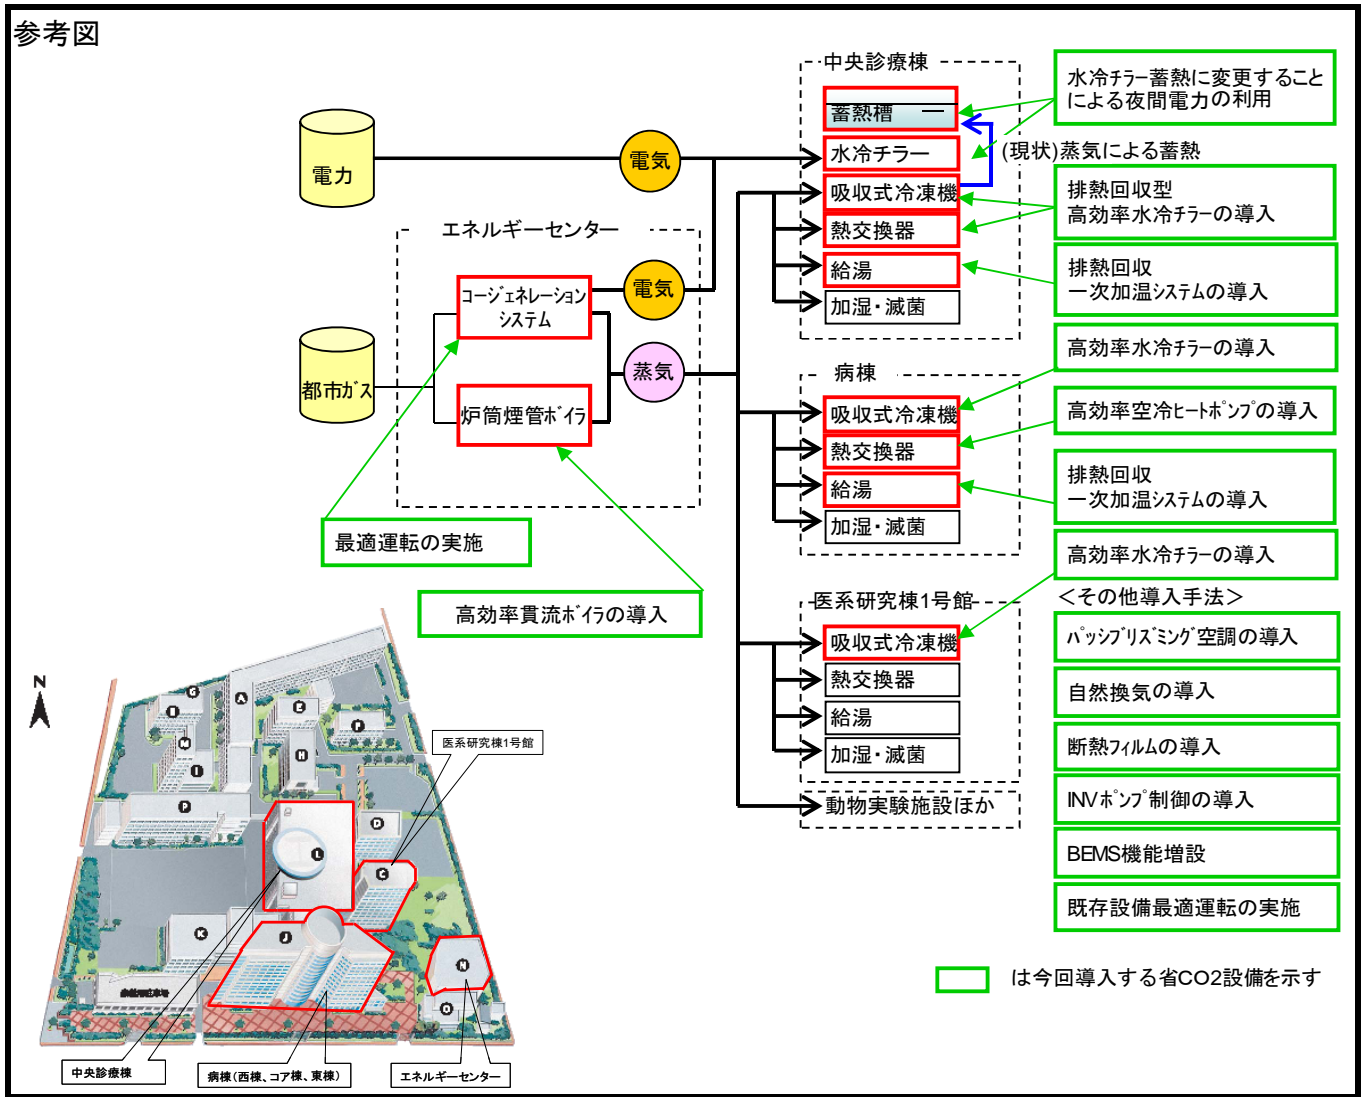 参考図
中央診療棟
蓄熱槽
水冷チラー
吸収式冷凍機
熱交換器
給湯
加湿・滅菌
(現状)蒸気による蓄熱
水冷チラー蓄熱に変更すること
による夜間電力の利用
排熱回収型
高効率水冷チラーの導入
排熱回収
一次加温システムの導入
電力
電気
エネルギーセンター
コージェネレーション
システム
電気
都市ガス
蒸気
炉筒煙管ボイラ
最適運転の実施
高効率貫流ボイラの導入
病棟
吸収式冷凍機
熱交換器
給湯
加湿・滅菌
高効率水冷チラーの導入
高効率空冷ヒートポンプの導入
排熱回収
一次加温システムの導入
高効率水冷チラーの導入
医系研究棟1号館
吸収式冷凍機
熱交換器
給湯
加湿・滅菌
動物実験施設ほか
<その他導入手法>
パッシブリズミング空調の導入
自然換気の導入
断熱フィルムの導入
INVポンプ制御の導入
BEMS機能増設
既存設備最適運転の実施
は今回導入する省CO2設備を示す
N
G
A
B
E
F
M
H
I
P
D
L
C
K
J
N
O
医系研究棟1号館
中央診療棟
病棟(西棟、コア棟、東棟)
エネルギーセンター